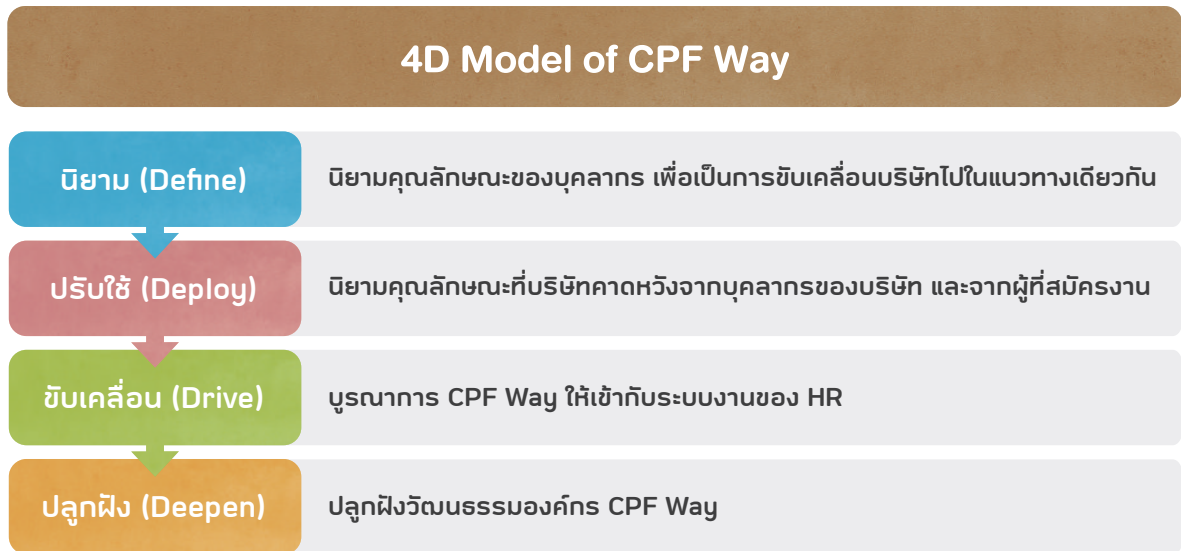 4D Model of CPF Way
นิยาม (Define)
นิยามคุณลักษณะของบุคลากร เพื่อเป็นการขับเคลื่อนบริษัทไปในแนวทางเดียวกัน
ปรับใช้ (Deploy)
นิยามคุณลักษณะที่บริษัทคาดหวังจากบุคลากรของบริษัท และจากผู้ที่สมัครงาน
ขับเคลื่อน (Drive)
บูรณาการ CPF Way ให้เข้ากับระบบงานของ HR
ปลูกฝัง (Deepen)
ปลูกฝังวัฒนธรรมองค์กร CPF Way